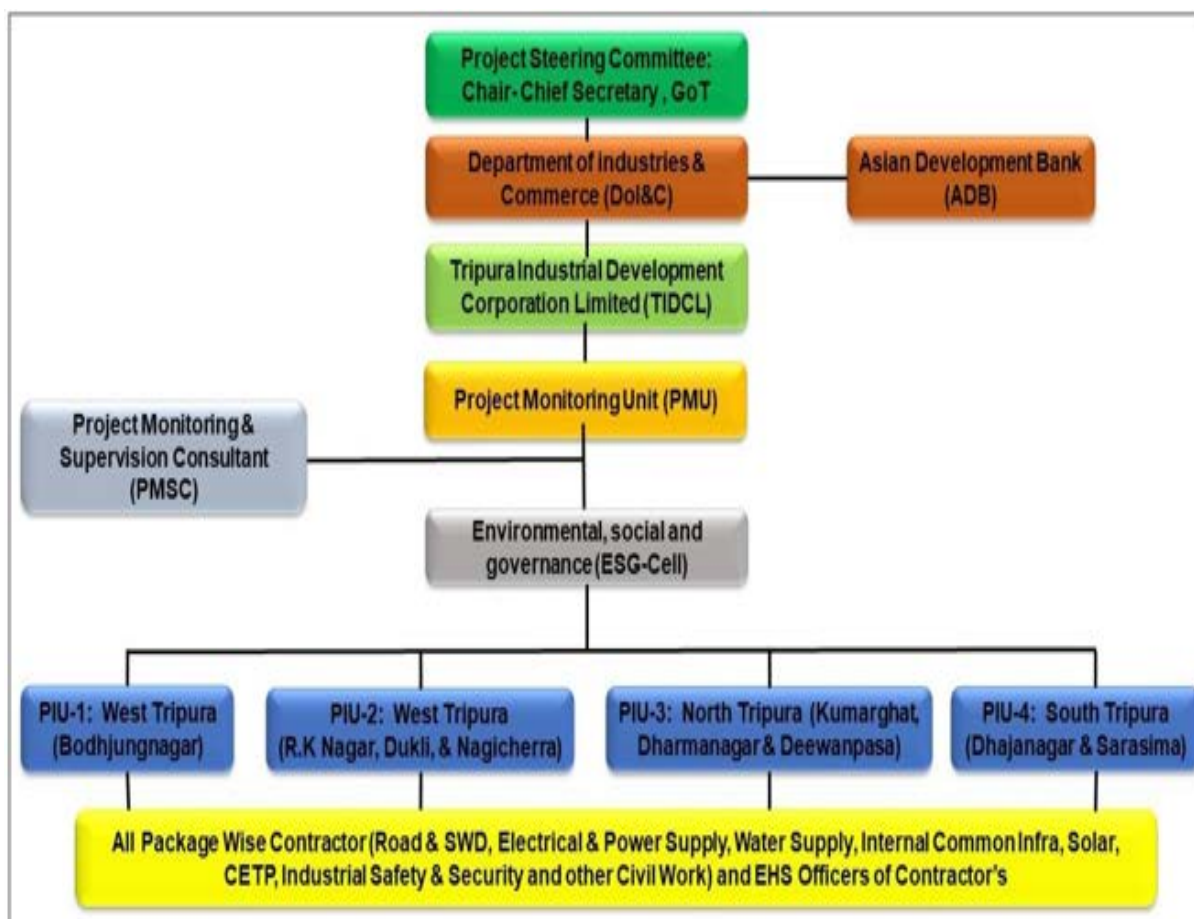 Project Steering Committee:
Chair- Chief Secretary , GoT
Department of industries &
Commerce (DoI&C)
Asian Development Bank
(ADB)
Tripura Industrial Development
Corporation Limited (TIDCL)
Project Monitoring Unit (PMU)
Project Monitoring &
Supervision Consultant
(PMSC)
Environmental, social and
governance (ESG-Cell)
PIU-1: West Tripura
(Bodhjungnagar)
PIU-2: West Tripura
(R.K Nagar, Dukli, & Nagicherra)
PIU-3: North Tripura (Kumarghat,
Dharmanagar & Deewanpasa)
PIU-4: South Tripura
(Dhajanagar & Sarasima)
All Package Wise Contractor (Road & SWD, Electrical & Power Supply, Water Supply, Internal Common Infra, Solar,
CETP, Industrial Safety & Security and other Civil Work) and EHS Officers of Contractor's